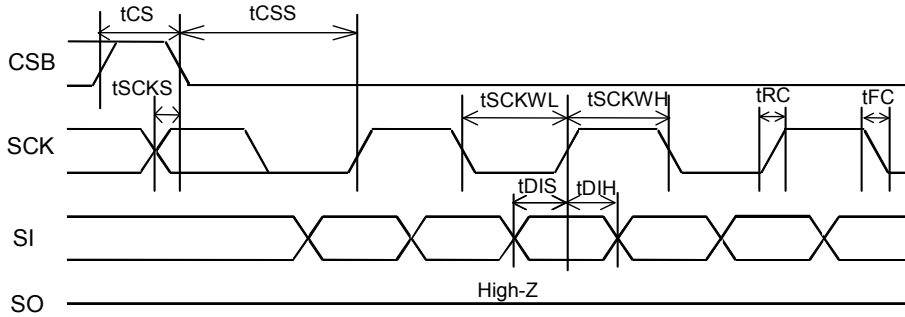 tCS
tCSS
CSB
tSCKS
tSCKWL
tSCKWH
tRC
tFC
SCK
tDIS
tDIH
SI
High-Z
SO